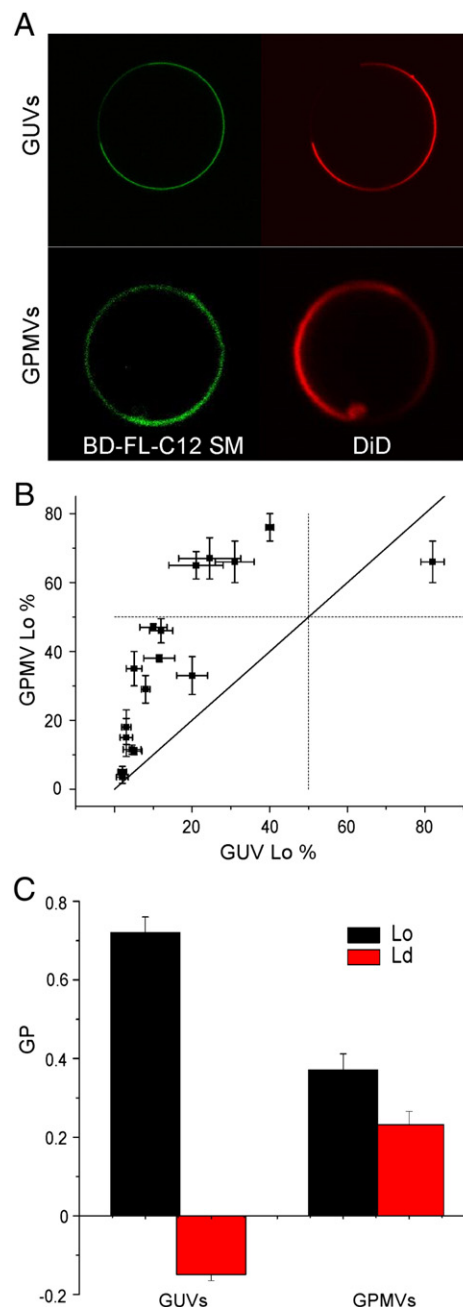 A
GUVs
GPMVs
BD-FL-C12 SM
DiD
B
GPMV Lo %
80
60
40
20
0
20
40
60
80
GUV Lo %
C
GP
0.8
0.6
0.4
0.2
0
-0.2
Lo
Ld
GUVs
GPMVs